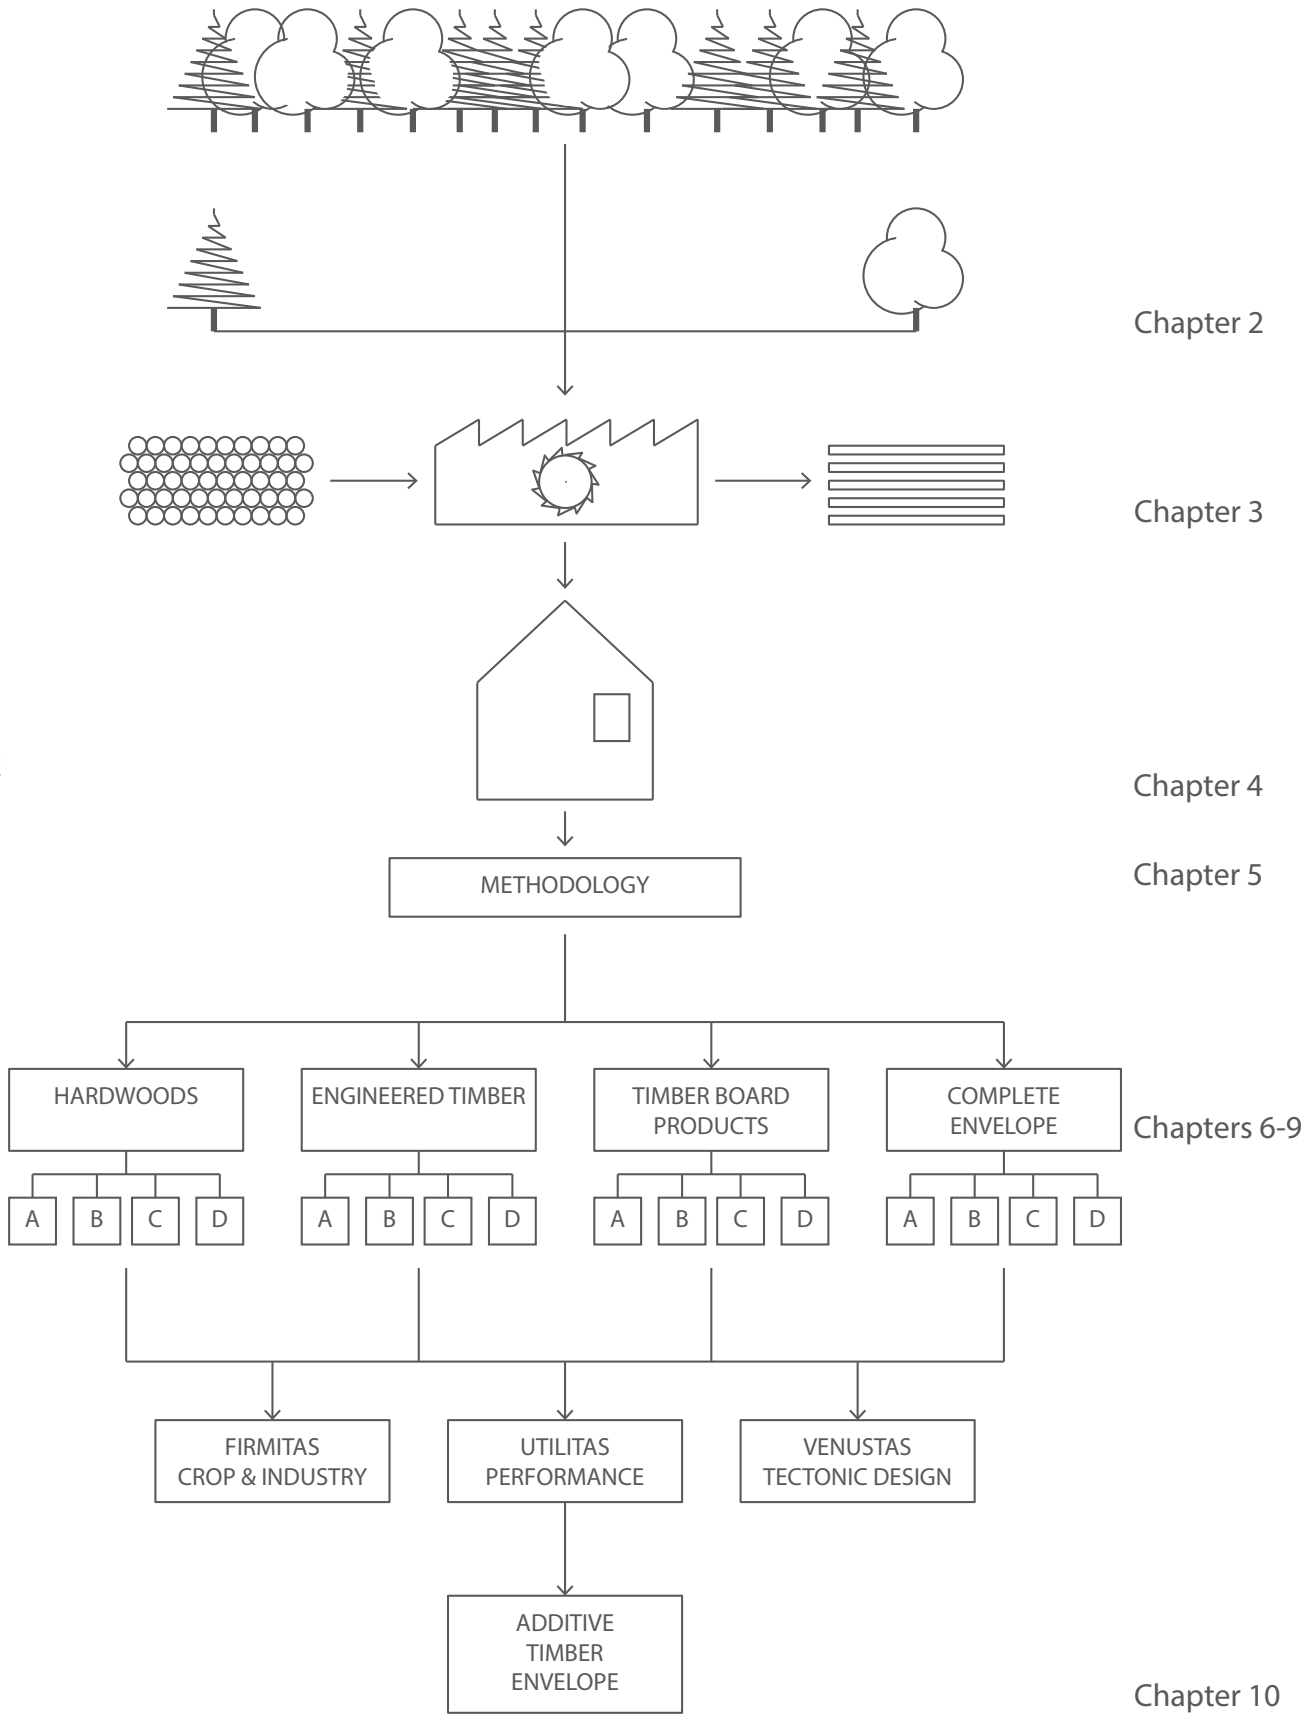 Chapter 2
Chapter 3
Chapter 4
METHODOLOGY
Chapter 5
HARDWOODS
ENGINEERED TIMBER
TIMBER BOARD
PRODUCTS
COMPLETE
ENVELOPE
Chapters 6-9
A B C D
A B C D
A B C D
A B C D
FIRMITAS
CROP & INDUSTRY
UTILITAS
PERFORMANCE
VENUSTAS
TECTONIC DESIGN
ADDITIVE
TIMBER
ENVELOPE
Chapter 10